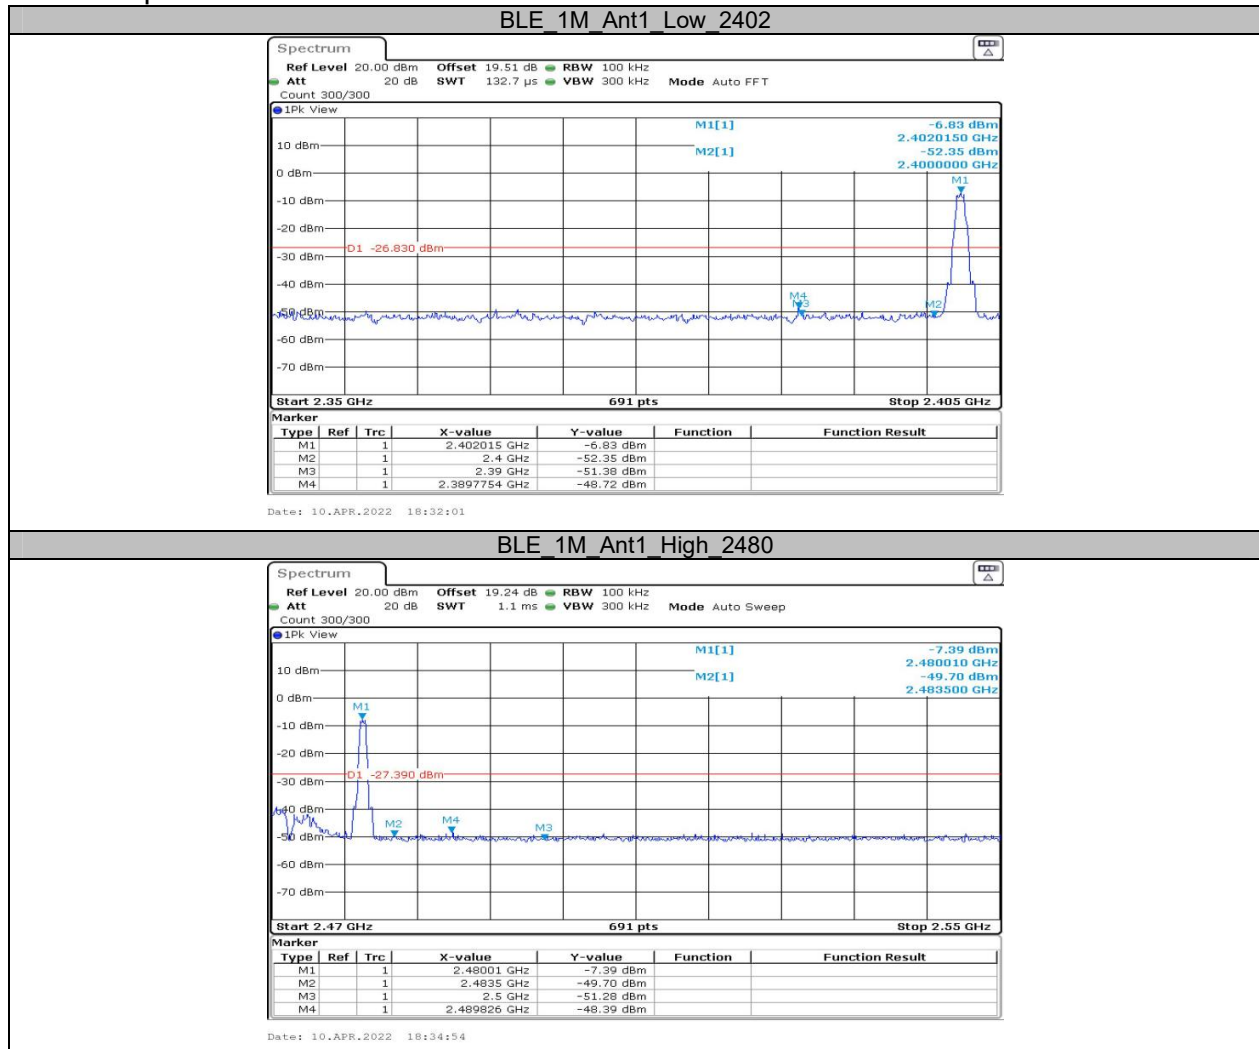 BLE_1M_Ant1_Low_2402
Spectrum
Ref Level 20.00 dBm Offset 19.51 dB RBW 100 kHz
Att 20 dB SWT 132.7 µs VBW 300 kHz Mode Auto FFT
Count 300/300
1Pk View
M1[1] -6.83 dBm
2.4020150 GHz
10 dBm
M2[1] -52.35 dBm
2.4000000 GHz
0 dBm
M1
-10 dBm
-20 dBm
D1 -26.830 dBm
-30 dBm
-40 dBm
M4
M3
M2
-50 dBm
-60 dBm
-70 dBm
Start 2.35 GHz 691 pts Stop 2.405 GHz
Marker
Type Ref Trc X-value Y-value Function Function Result
M1 1 2.402015 GHz -6.83 dBm
M2 1 2.4 GHz -52.35 dBm
M3 1 2.39 GHz -51.38 dBm
M4 1 2.3897754 GHz -48.72 dBm
Date: 10.APR.2022 18:32:01
BLE_1M_Ant1_High_2480
Spectrum
Ref Level 20.00 dBm Offset 19.24 dB RBW 100 kHz
Att 20 dB SWT 1.1 ms VBW 300 kHz Mode Auto Sweep
Count 300/300
1Pk View
M1[1] -7.39 dBm
2.480010 GHz
10 dBm
M2[1] -49.70 dBm
2.483500 GHz
0 dBm
M1
-10 dBm
-20 dBm
D1 -27.390 dBm
-30 dBm
-40 dBm
M2 M4 M3
-50 dBm
-60 dBm
-70 dBm
Start 2.47 GHz 691 pts Stop 2.55 GHz
Marker
Type Ref Trc X-value Y-value Function Function Result
M1 1 2.48001 GHz -7.39 dBm
M2 1 2.4835 GHz -49.70 dBm
M3 1 2.5 GHz -51.28 dBm
M4 1 2.489826 GHz -48.39 dBm
Date: 10.APR.2022 18:34:54